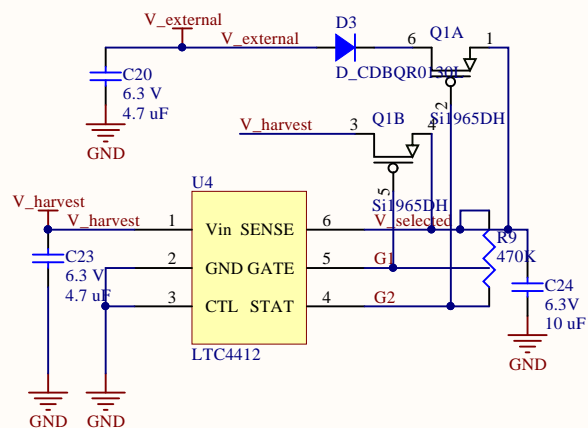 V_external
D3
Q1A
V_external
6
1
C20
6.3 V
4.7 uF
D_CDBQR0130L
2
Q1B
Si1965DH
GND
V_harvest
3
4
U4
5
Si1965DH
V_harvest
V_harvest
1
Vin
SENSE
6
V_selected
R9
470K
C23
6.3 V
4.7 uF
2
GND
GATE
5
G1
3
CTL
STAT
4
G2
C24
6.3V
10 uF
LTC4412
GND
GND
GND